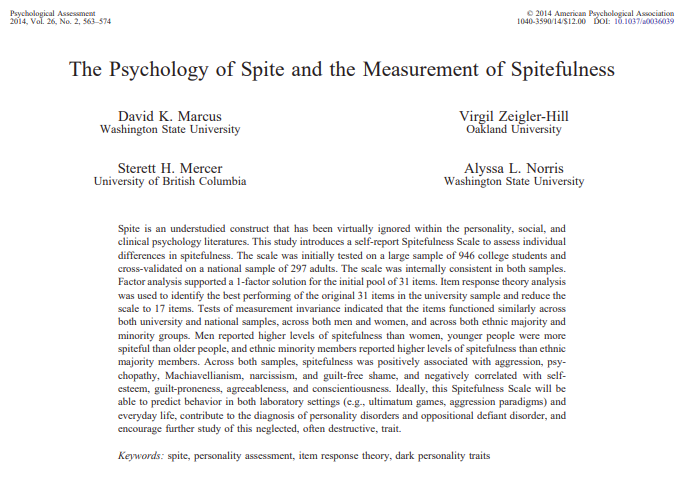 Psychological Assessment
2014, Vol. 26, No. 2, 563–574
© 2014 American Psychological Association
1040-3590/14/$12.00 DOI: 10.1037/a0036039
The Psychology of Spite and the Measurement of Spitefulness
David K. Marcus
Washington State University
Virgil Zeigler-Hill
Oakland University
Sterett H. Mercer
University of British Columbia
Alyssa L. Norris
Washington State University
Spite is an understudied construct that has been virtually ignored within the personality, social, and
clinical psychology literatures. This study introduces a self-report Spitefulness Scale to assess individual
differences in spitefulness. The scale was initially tested on a large sample of 946 college students and
cross-validated on a national sample of 297 adults. The scale was internally consistent in both samples.
Factor analysis supported a 1-factor solution for the initial pool of 31 items. Item response theory analysis
was used to identify the best performing of the original 31 items in the university sample and reduce the
scale to 17 items. Tests of measurement invariance indicated that the items functioned similarly across
both university and national samples, across both men and women, and across both ethnic majority and
minority groups. Men reported higher levels of spitefulness than women, younger people were more
spiteful than older people, and ethnic minority members reported higher levels of spitefulness than ethnic
majority members. Across both samples, spitefulness was positively associated with aggression, psy-
chopathy, Machiavellianism, narcissism, and guilt-free shame, and negatively correlated with self-
esteem, guilt-proneness, agreeableness, and conscientiousness. Ideally, this Spitefulness Scale will be
able to predict behavior in both laboratory settings (e.g., ultimatum games, aggression paradigms) and
everyday life, contribute to the diagnosis of personality disorders and oppositional defiant disorder, and
encourage further study of this neglected, often destructive, trait.
Keywords: spite, personality assessment, item response theory, dark personality traits